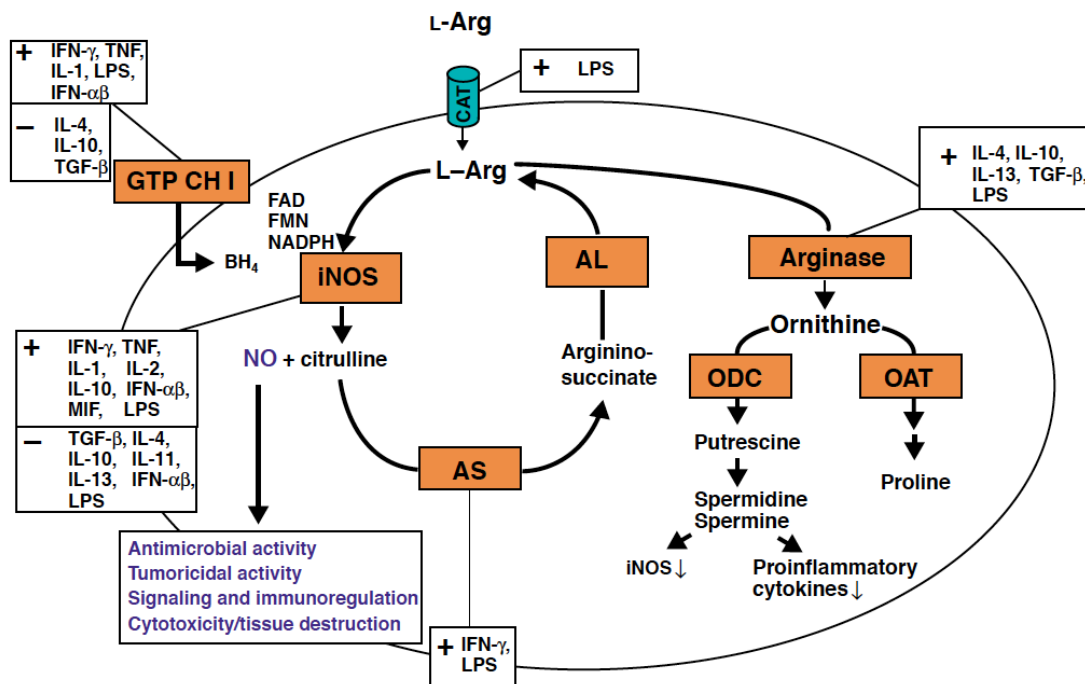 L-Arg
+ IFN-γ, TNF,
IL-1, LPS,
IFN-αβ
− IL-4,
IL-10,
TGF-β
GTP CH I
BH4
CAT
+ LPS
L–Arg
+ IL-4, IL-10,
IL-13, TGF-β,
LPS
FAD
FMN
NADPH
iNOS
AL
Arginase
+ IFN-γ, TNF,
IL-1, IL-2,
IL-10, IFN-αβ,
MIF, LPS
− TGF-β, IL-4,
IL-10, IL-11,
IL-13, IFN-αβ,
LPS
NO + citrulline
Arginino-
succinate
AS
Ornithine
ODC
OAT
Putrescine
Proline
Spermidine
Spermine
iNOS↓
Proinflammatory
cytokines↓
Antimicrobial activity
Tumoricidal activity
Signaling and immunoregulation
Cytotoxicity/tissue destruction
+ IFN-γ,
LPS